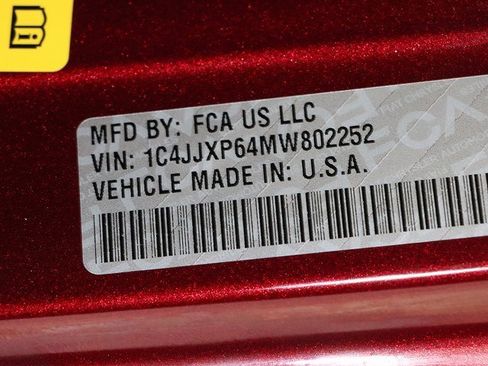 MFD BY: FCA US LLC
VIN: 1C4JJXP64MW802252
VEHICLE MADE IN: U.S.A.